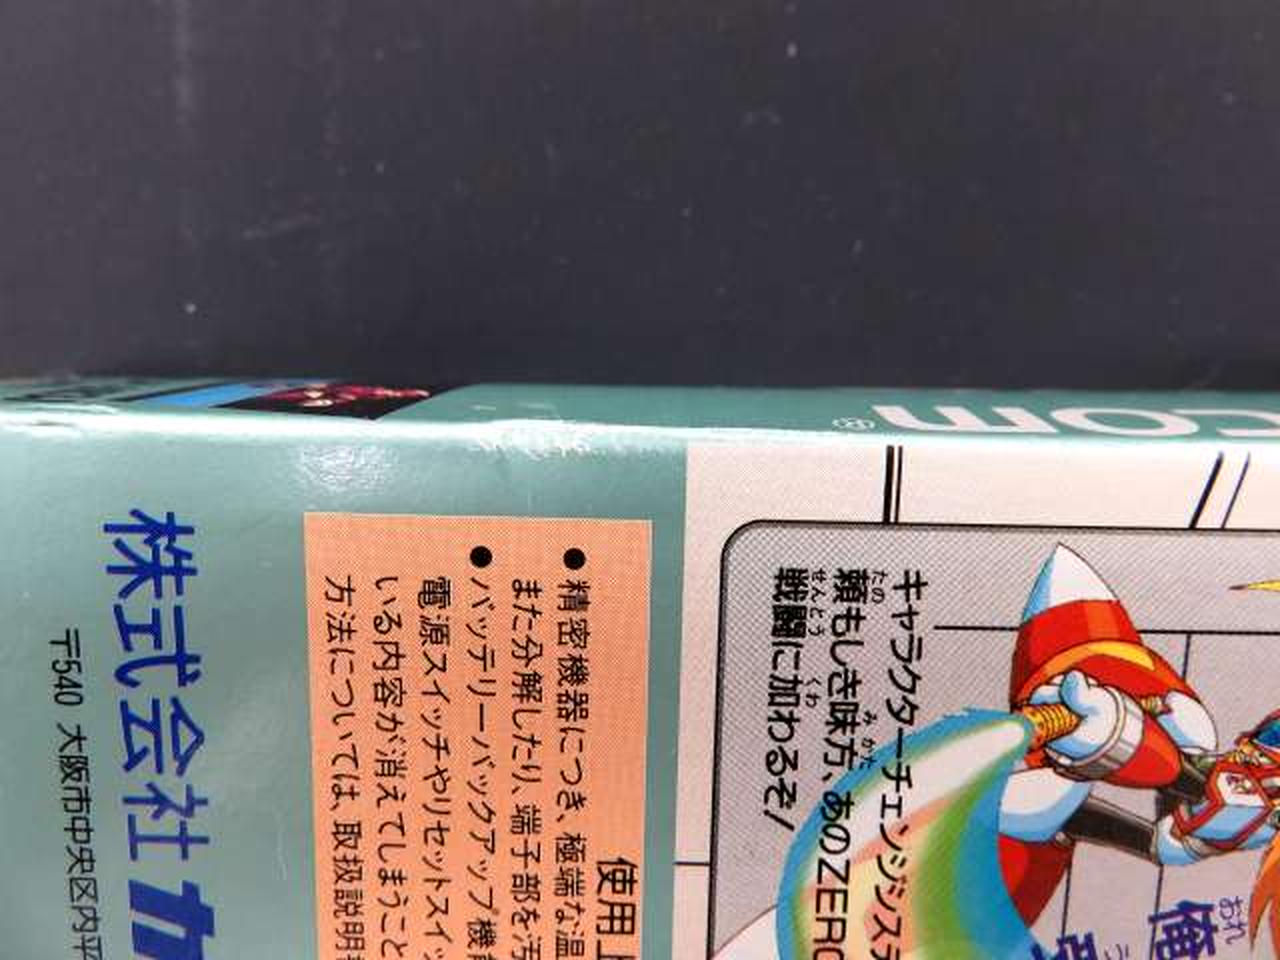 com®
キャラクターチェンジシステ
頼もしき味方、あのZERO
戦闘に加わるぞ!
俺
使用上
●精密機器につき、極端な温
また分解したり、端子部を汚
●バッテリーバックアップ機能
電源スイッチやリセットスイッ
いる内容が消えてしまうこと
方法については、取扱説明
株式会社カ
〒540 大阪市中央区内平